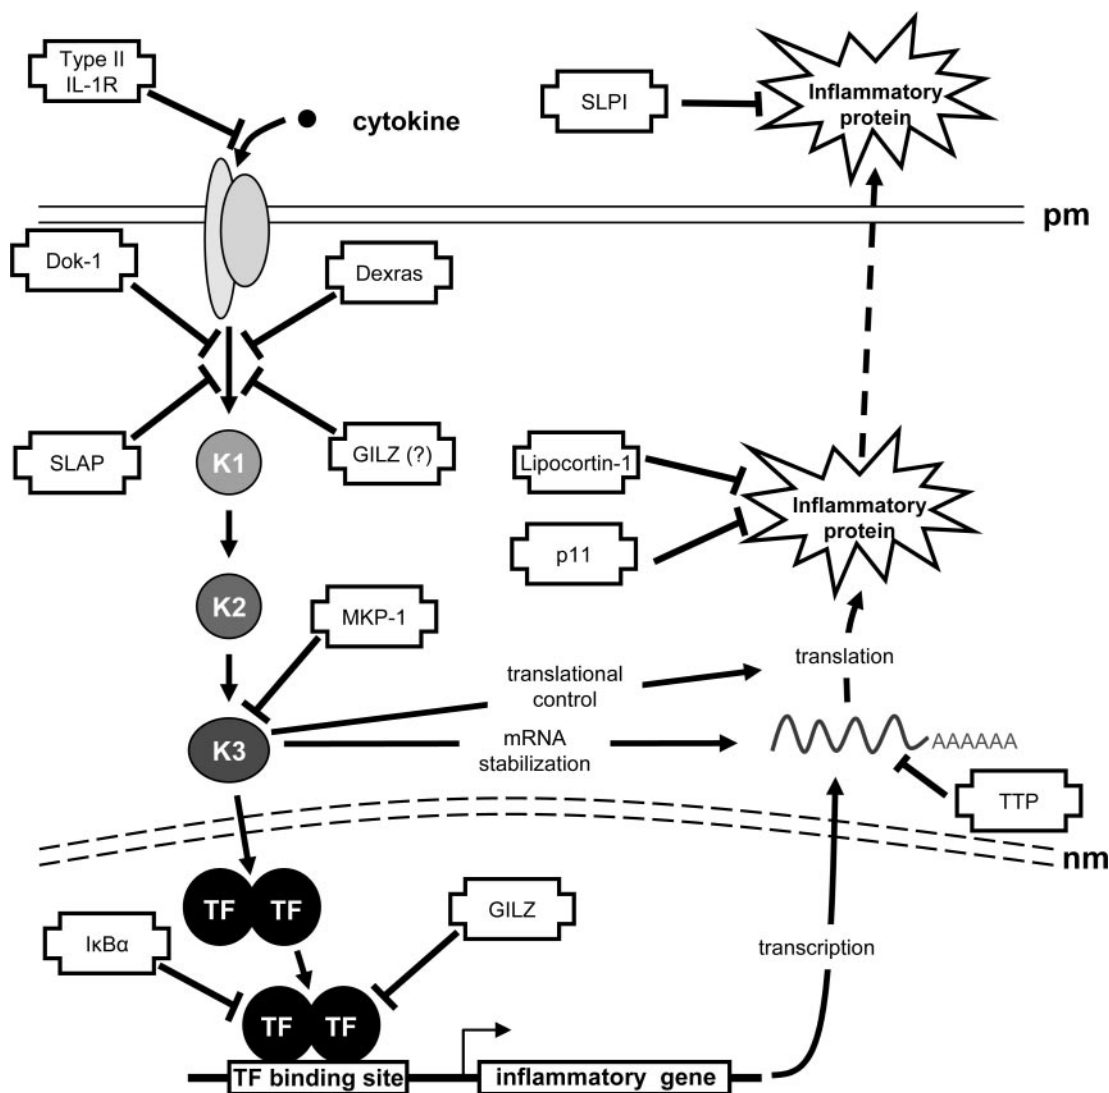 Type II
IL-1R
cytokine
SLPI
Inflammatory
protein
pm
Dok-1
Dexras
SLAP
K1
GILZ (?)
Lipocortin-1
Inflammatory
protein
p11
K2
MKP-1
translational
control
translation
K3
mRNA
stabilization
AAAAAA
TTP
nm
TF TF
GILZ
IκBα
transcription
TF TF
TF binding site
inflammatory gene